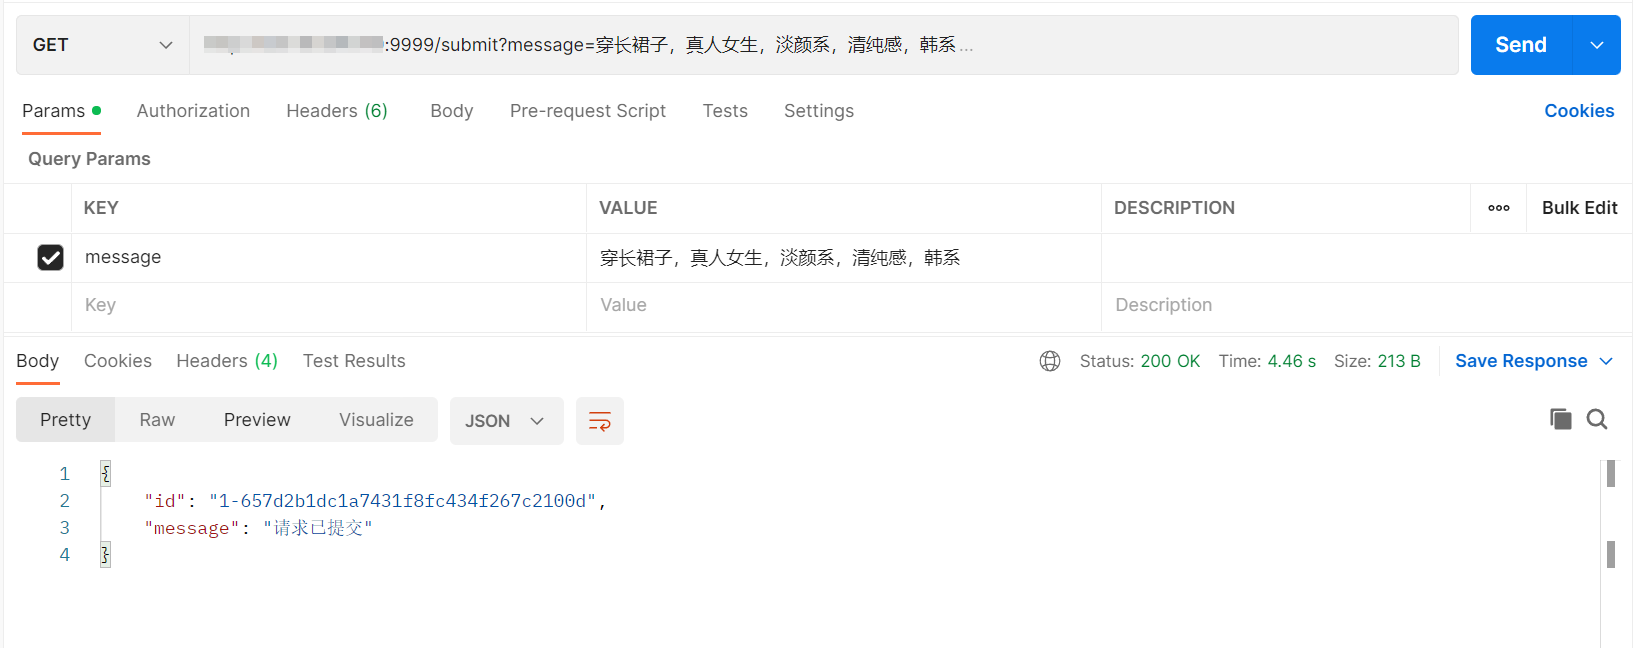 GET :9999/submit?message=穿长裙子，真人女生，淡颜系，清纯感，韩系... Send
Params Authorization Headers (6) Body Pre-request Script Tests Settings Cookies
Query Params
KEY VALUE DESCRIPTION ooo Bulk Edit
message 穿长裙子，真人女生，淡颜系，清纯感，韩系
Key Value Description
Body Cookies Headers (4) Test Results Status: 200 OK Time: 4.46 s Size: 213 B Save Response
Pretty Raw Preview Visualize JSON
1 {
2 "id": "1-657d2b1dc1a7431f8fc434f267c2100d",
3 "message": "请求已提交"
4 }